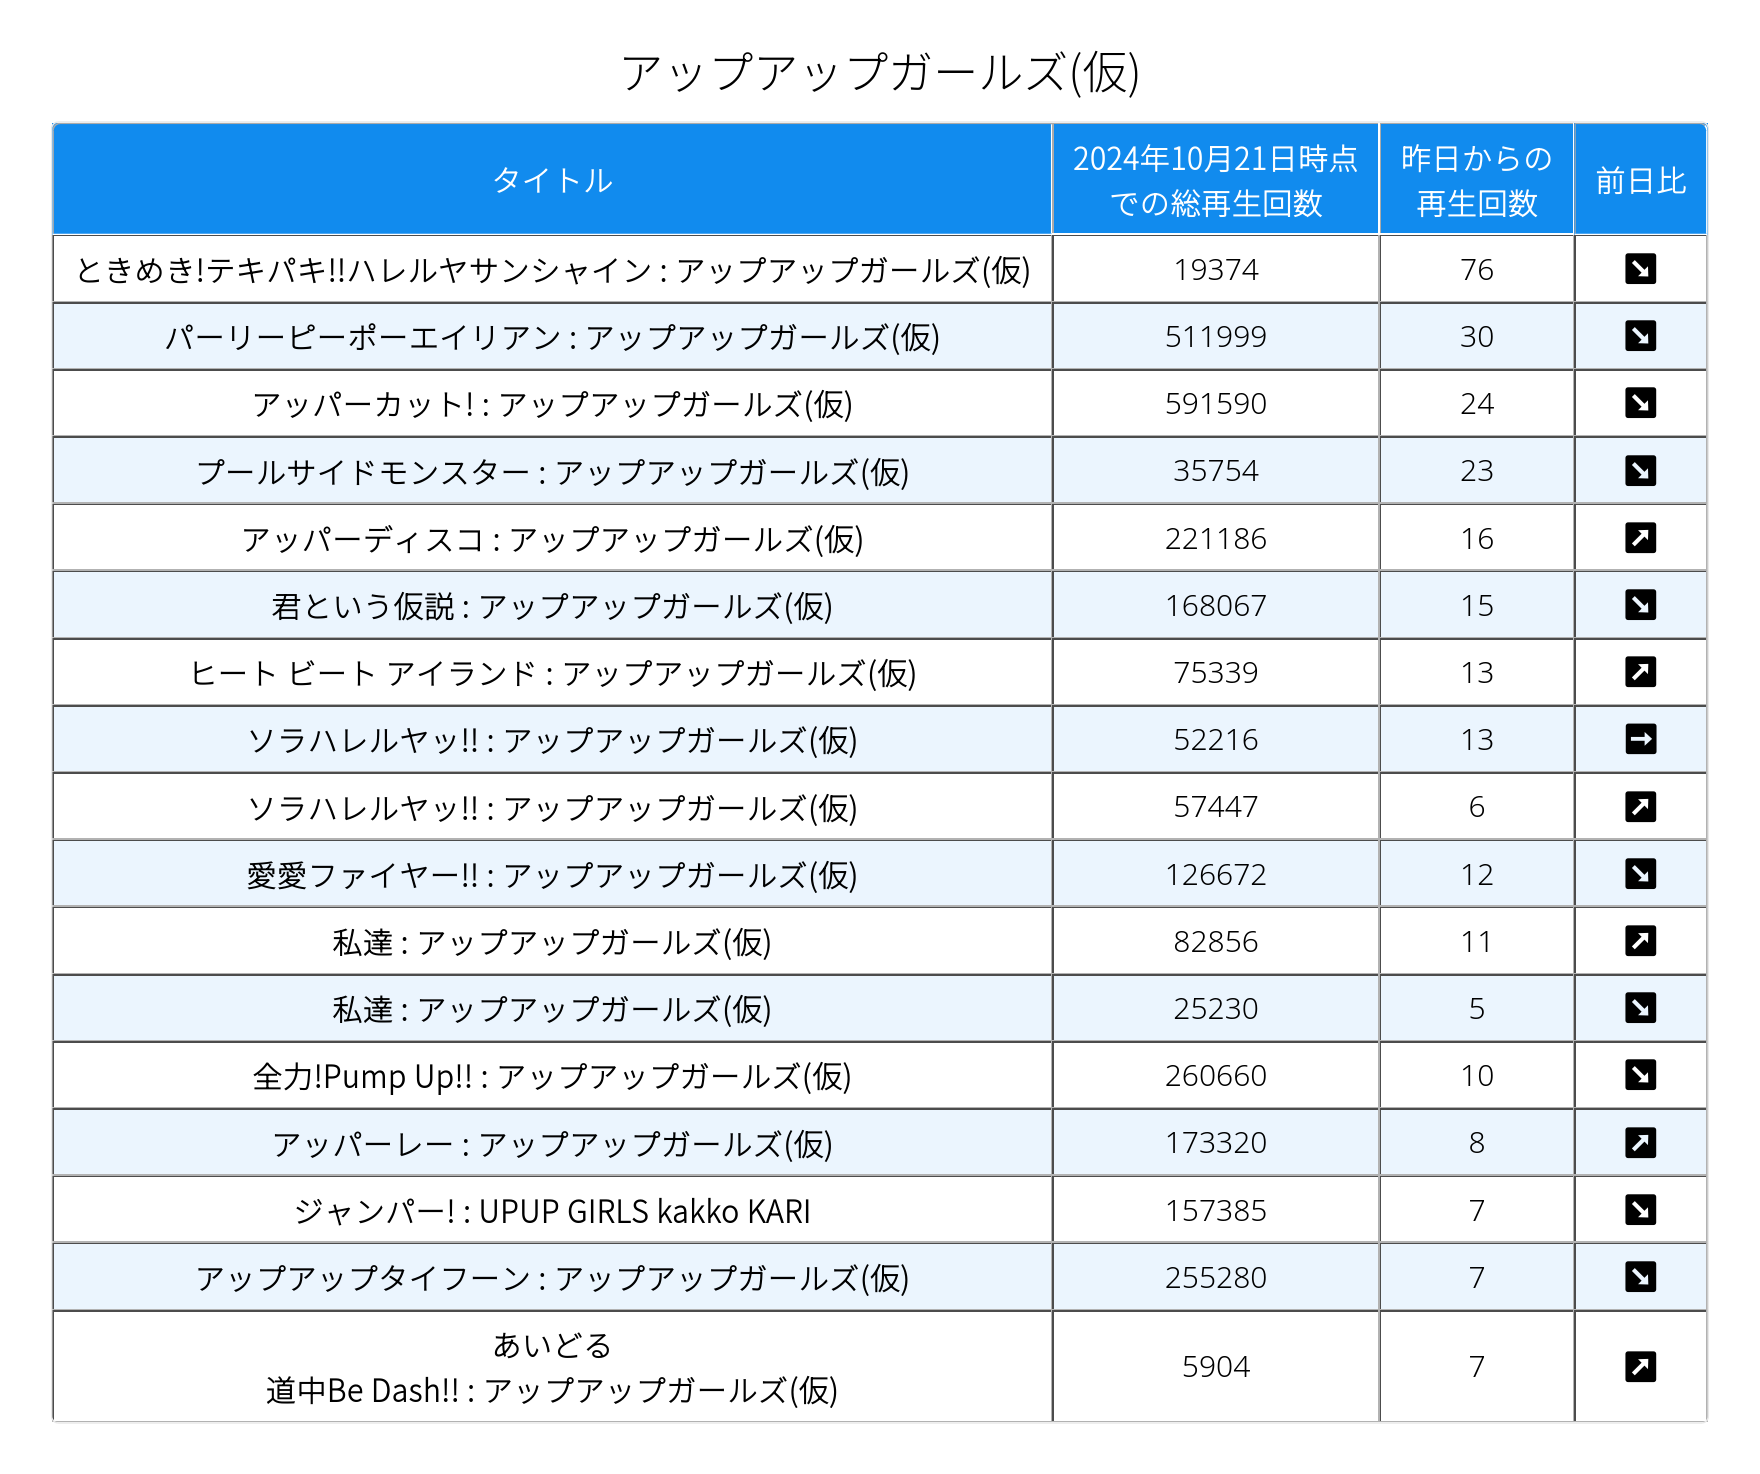 アップアップガールズ(仮)
タイトル
2024年10月21日時点
での総再生回数
昨日からの
再生回数
前日比
ときめき!テキパキ!!ハレルヤサンシャイン : アップアップガールズ(仮) 19374 76 ↘
パーリーピーポーエイリアン : アップアップガールズ(仮) 511999 30 ↘
アッパーカット! : アップアップガールズ(仮) 591590 24 ↘
プールサイドモンスター : アップアップガールズ(仮) 35754 23 ↘
アッパーディスコ : アップアップガールズ(仮) 221186 16 ↗
君という仮説 : アップアップガールズ(仮) 168067 15 ↘
ヒート ビート アイランド : アップアップガールズ(仮) 75339 13 ↗
ソラハレルヤッ!! : アップアップガールズ(仮) 52216 13 →
ソラハレルヤッ!! : アップアップガールズ(仮) 57447 6 ↗
愛愛ファイヤー!! : アップアップガールズ(仮) 126672 12 ↘
私達 : アップアップガールズ(仮) 82856 11 ↗
私達 : アップアップガールズ(仮) 25230 5 ↘
全力!Pump Up!! : アップアップガールズ(仮) 260660 10 ↘
アッパーレー : アップアップガールズ(仮) 173320 8 ↗
ジャンパー! : UPUP GIRLS kakko KARI 157385 7 ↘
アップアップタイフーン : アップアップガールズ(仮) 255280 7 ↘
あいどる
道中Be Dash!! : アップアップガールズ(仮) 5904 7 ↗